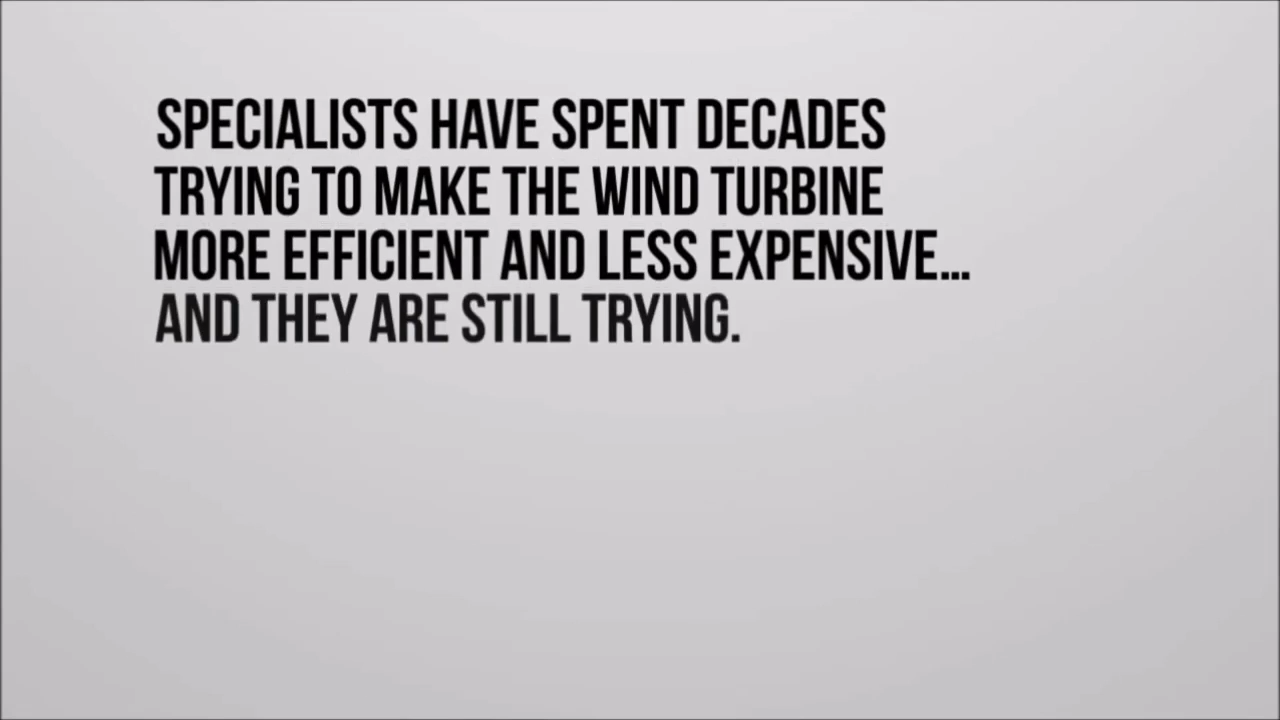 SPECIALISTS HAVE SPENT DECADES
TRYING TO MAKE THE WIND TURBINE
MORE EFFICIENT AND LESS EXPENSIVE...
AND THEY ARE STILL TRYING.